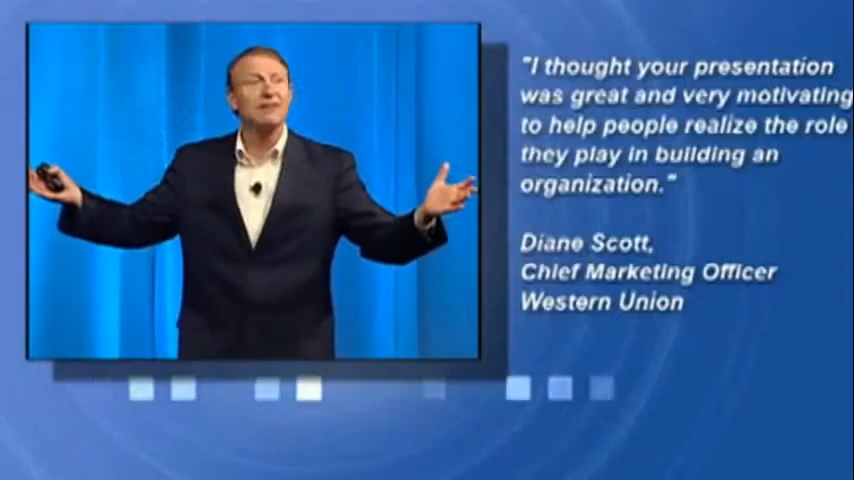 "I thought your presentation
was great and very motivating
to help people realize the role
they play in building an
organization."
Diane Scott,
Chief Marketing Officer
Western Union